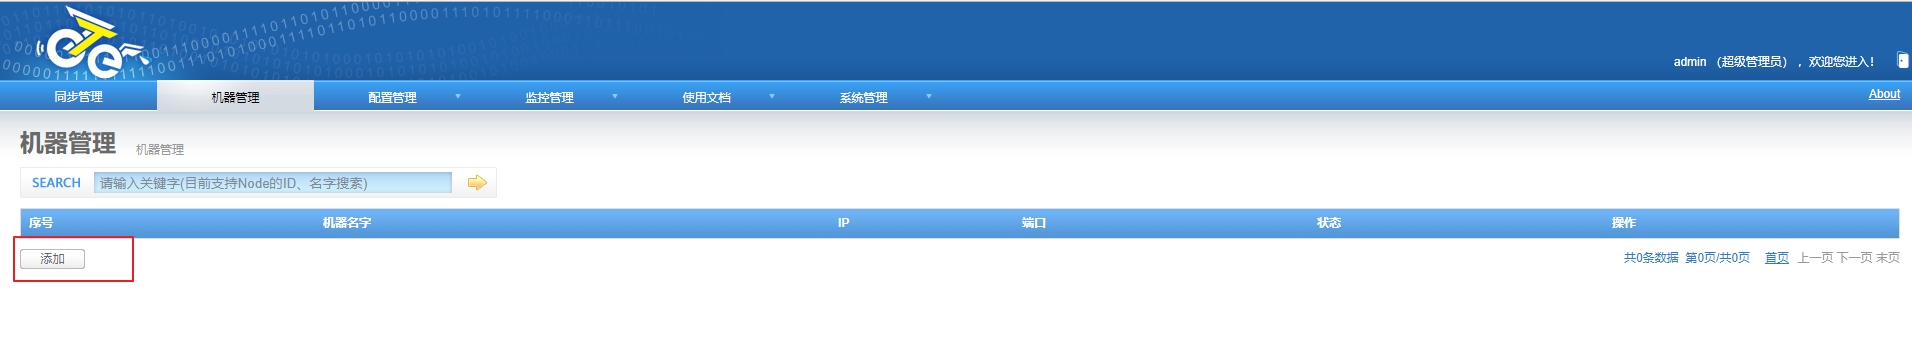 eTe
admin （超级管理员） ，欢迎您进入！
同步管理 机器管理 配置管理 监控管理 使用文档 系统管理 About
机器管理 机器管理
SEARCH 请输入关键字(目前支持Node的ID、名字搜索)
序号 机器名字 IP 端口 状态 操作
添加 共0条数据 第0页/共0页 首页 上一页 下一页 末页